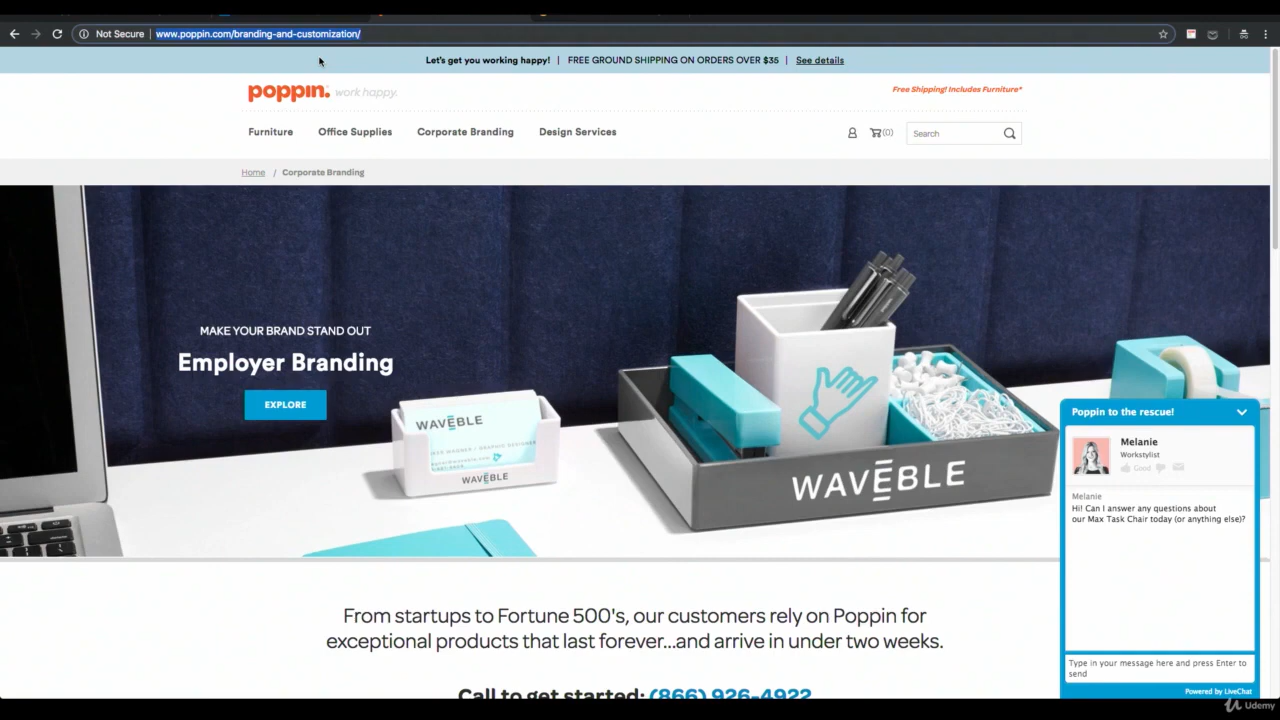 Not Secure | www.poppin.com/branding-and-customization/
Let's get you working happy! | FREE GROUND SHIPPING ON ORDERS OVER $35 | See details
poppin. work happy.
Free Shipping! Includes Furniture*
Furniture Office Supplies Corporate Branding Design Services
(0) Search
Home / Corporate Branding
MAKE YOUR BRAND STAND OUT
Employer Branding
EXPLORE
WAVĒBLE
WAVĒBLE
WAVĒBLE
Poppin to the rescue!
Melanie
Workstylist
Good
Melanie
Hi! Can I answer any questions about
our Max Task Chair today (or anything else)?
From startups to Fortune 500's, our customers rely on Poppin for
exceptional products that last forever...and arrive in under two weeks.
Call to get started: (866) 926-4922
Type in your message here and press Enter to
send
Powered by LiveChat
Udemy